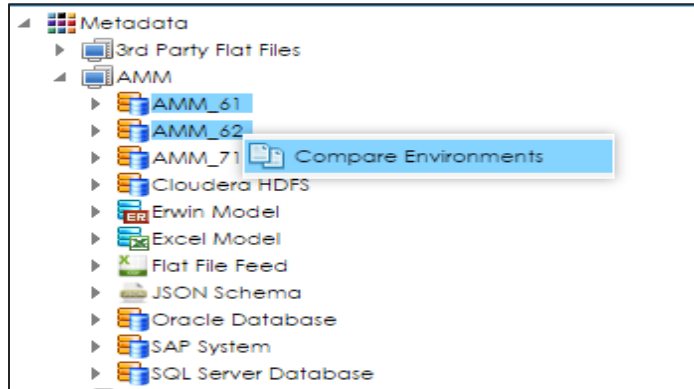 Metadata
3rd Party Flat Files
AMM
AMM_61
AMM_62
Compare Environments
AMM_71
Cloudera HDFS
ER Erwin Model
Excel Model
Flat File Feed
JSON Schema
Oracle Database
SAP System
SQL Server Database